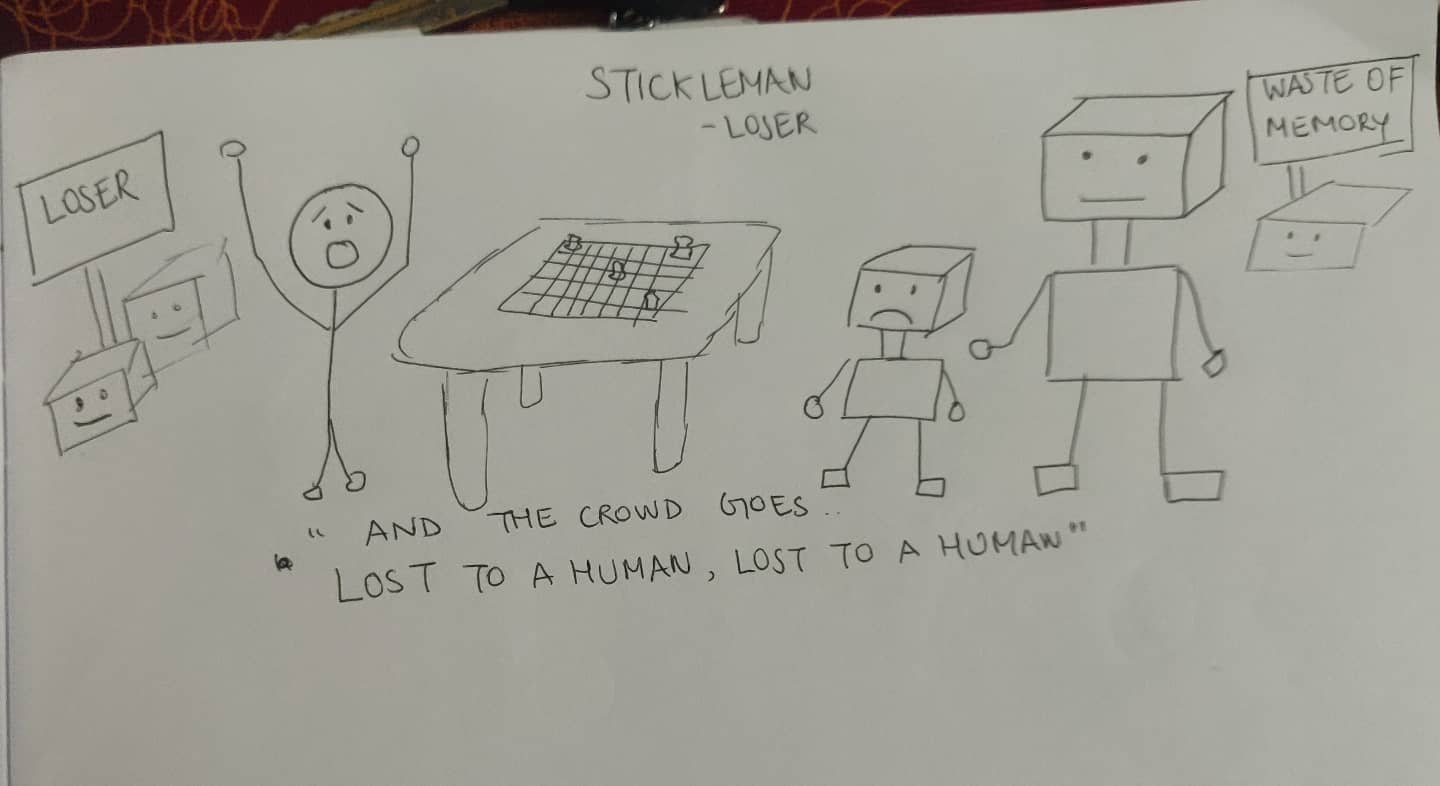 STICKLEMAN
- LOSER
LOSER
WASTE OF
MEMORY
" AND THE CROWD GOES..
LOST TO A HUMAN, LOST TO A HUMAN"